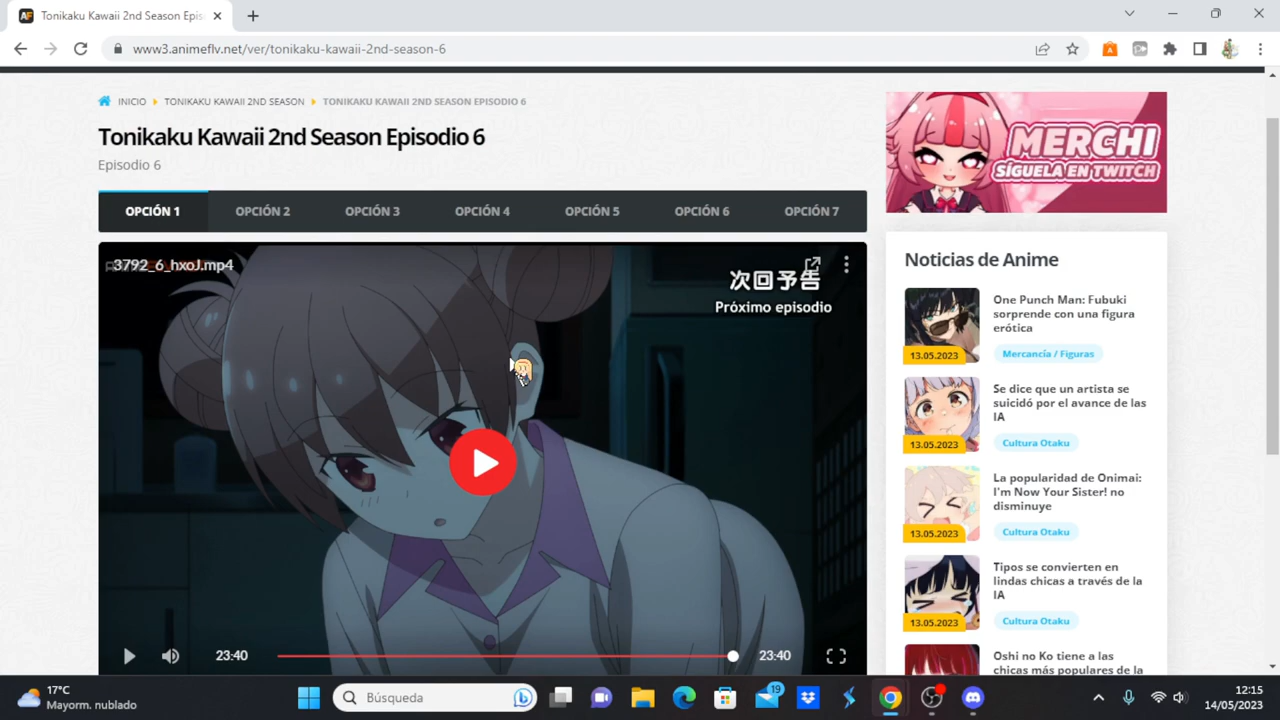 Tonikaku Kawaii 2nd Season Epis
www3.animeflv.net/ver/tonikaku-kawaii-2nd-season-6
INICIO TONIKAKU KAWAII 2ND SEASON TONIKAKU KAWAII 2ND SEASON EPISODIO 6
Tonikaku Kawaii 2nd Season Episodio 6
Episodio 6
OPCIÓN 1 OPCIÓN 2 OPCIÓN 3 OPCIÓN 4 OPCIÓN 5 OPCIÓN 6 OPCIÓN 7
3792_6_hxoJ.mp4
次回予告
Próximo episodio
23:40 23:40
MERCHI
SÍGUELA EN TWITCH
Noticias de Anime
One Punch Man: Fubuki
sorprende con una figura
erótica
13.05.2023
Mercancía / Figuras
Se dice que un artista se
suicidó por el avance de las
IA
13.05.2023
Cultura Otaku
La popularidad de Onimai:
I'm Now Your Sister! no
disminuye
13.05.2023
Cultura Otaku
Tipos se convierten en
lindas chicas a través de la
IA
13.05.2023
Cultura Otaku
Oshi no Ko tiene a las
chicas más populares de la
17°C
Mayorm. nublado
Búsqueda
19
12:15
14/05/2023